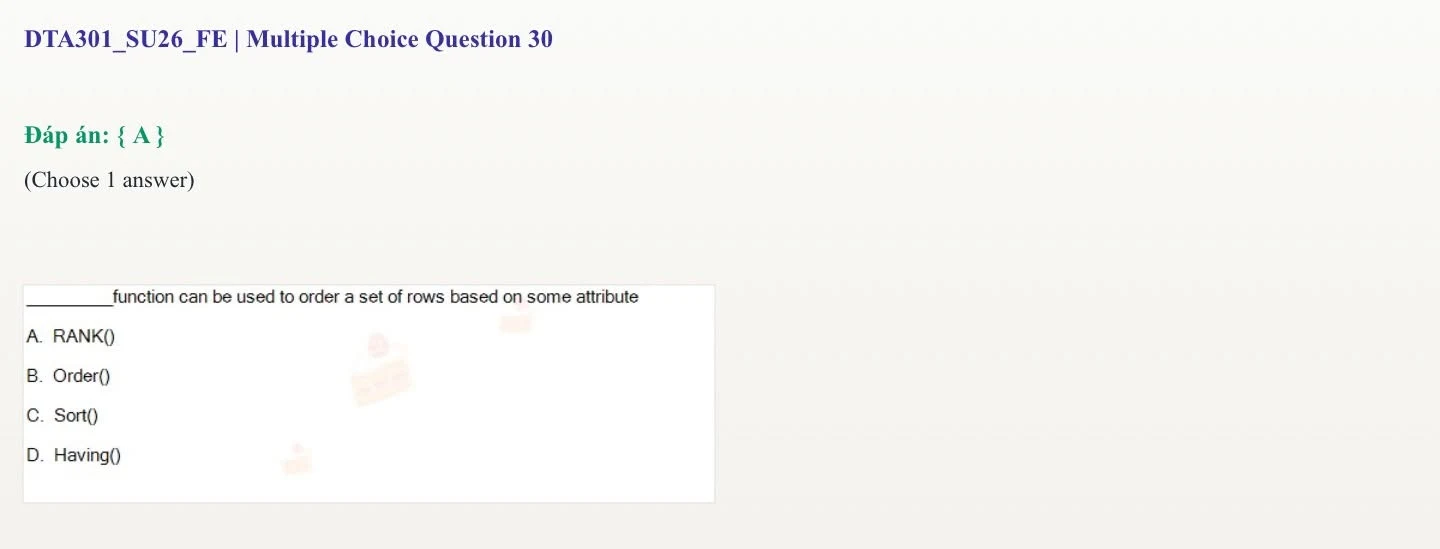 DTA301_SU26_FE | Multiple Choice Question 30
Đáp án: { A }
(Choose 1 answer)
_________function can be used to order a set of rows based on some attribute
A. RANK()
B. Order()
C. Sort()
D. Having()